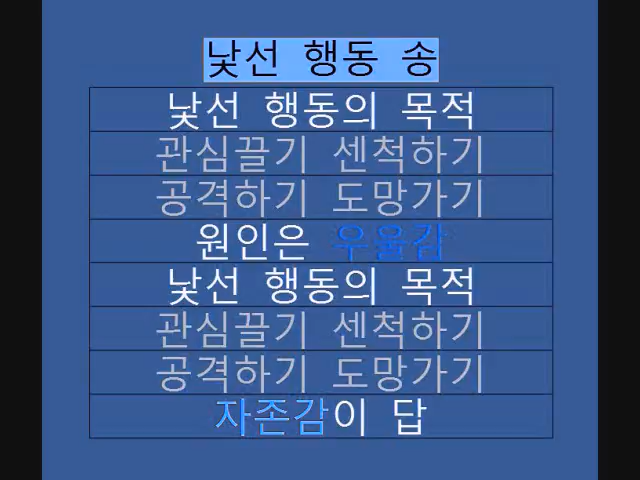 낯선 행동 송
낯선 행동의 목적
관심끌기 센척하기
공격하기 도망가기
원인은 우울감
낯선 행동의 목적
관심끌기 센척하기
공격하기 도망가기
자존감이 답